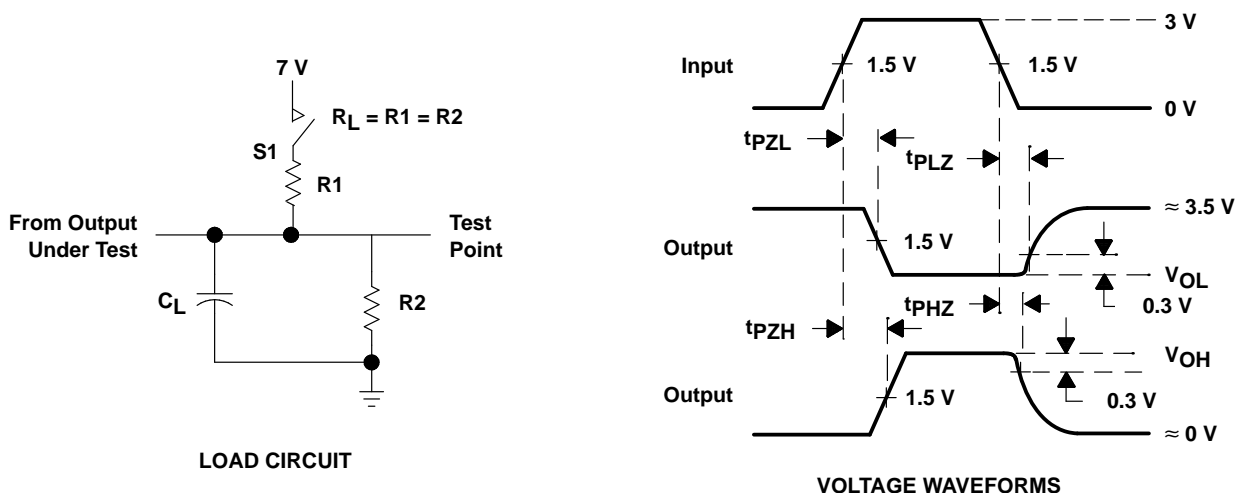 7 V
RL = R1 = R2
S1
R1
From Output
Under Test
Test
Point
CL
R2
LOAD CIRCUIT
3 V
Input
1.5 V
1.5 V
0 V
tPZL
tPLZ
≈ 3.5 V
Output
1.5 V
VOL
0.3 V
tPHZ
tPZH
VOH
Output
1.5 V
0.3 V
≈ 0 V
VOLTAGE WAVEFORMS